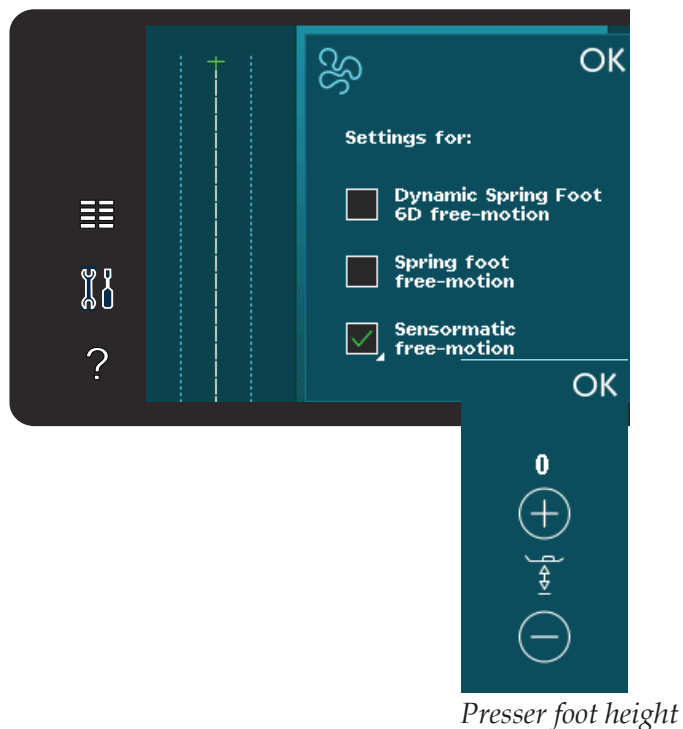 OK
Settings for:
Dynamic Spring Foot
6D free-motion
Spring foot
free-motion
Sensormatic
free-motion
?
OK
0
Presser foot height